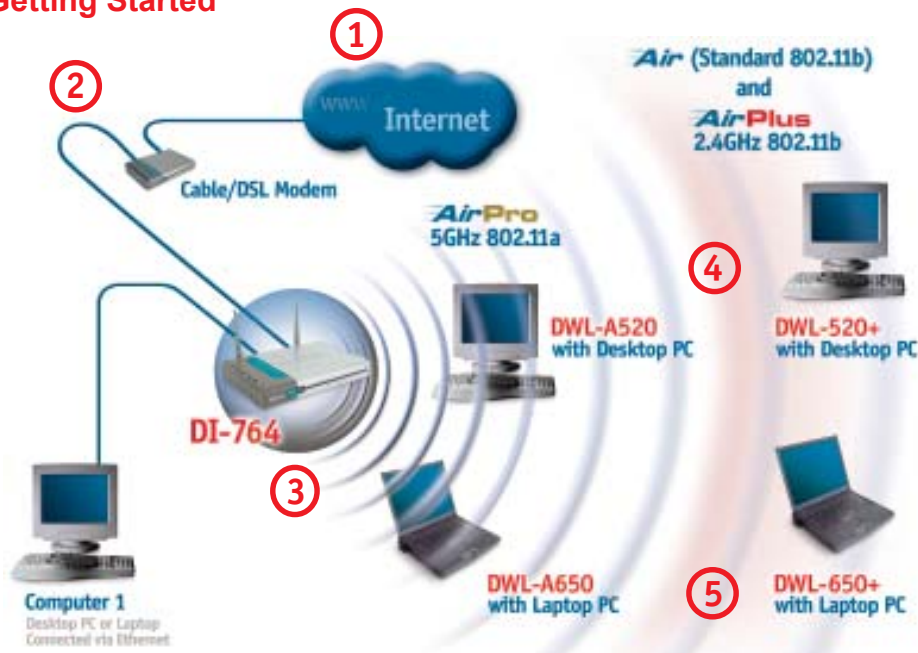 Getting Started
1
2
www
Internet
Cable/DSL Modem
Air (Standard 802.11b)
and
AirPlus
2.4GHz 802.11b
AirPro
5GHz 802.11a
4
DWL-A520
with Desktop PC
DWL-520+
with Desktop PC
DI-764
3
Computer 1
Desktop PC or Laptop
Connected via Ethernet
DWL-A650
with Laptop PC
5
DWL-650+
with Laptop PC